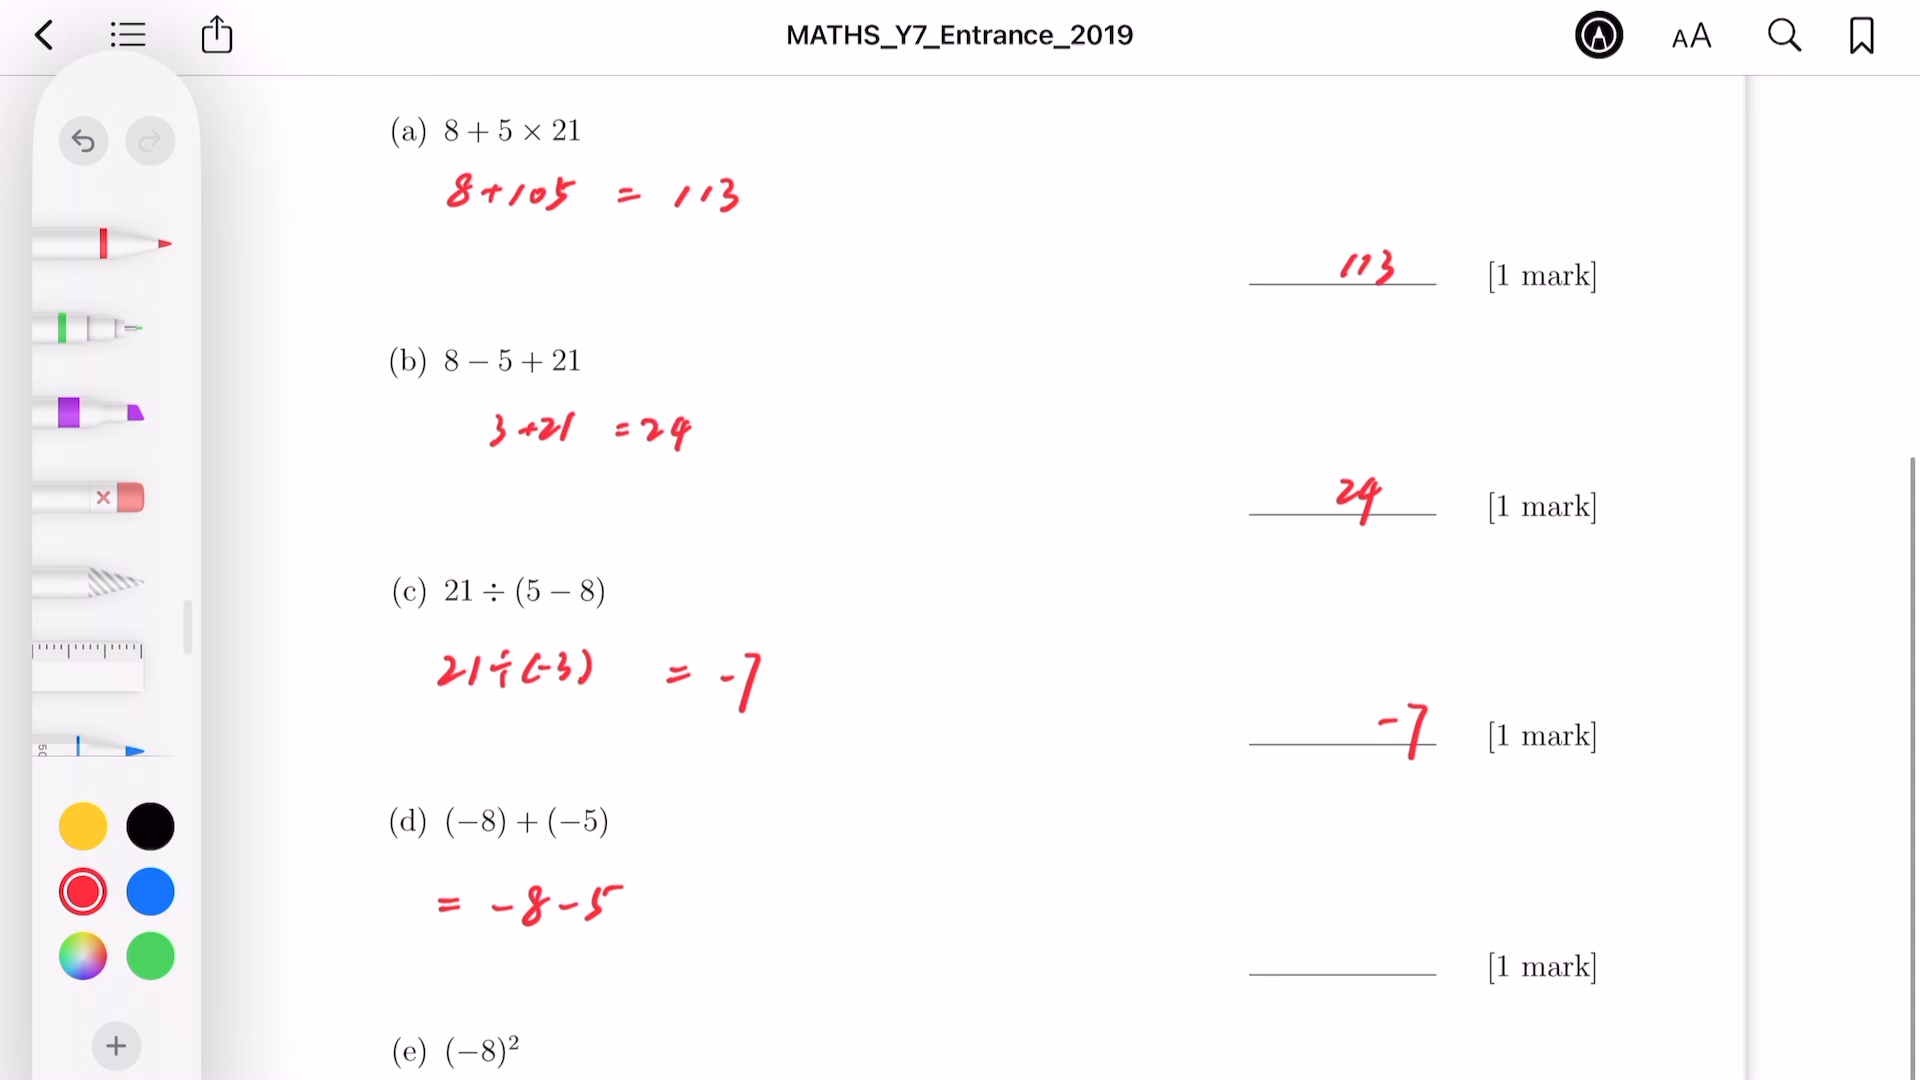 MATHS_Y7_Entrance_2019
AA
(a) 8 + 5 × 21
8+105 = 113
113 [1 mark]
(b) 8 − 5 + 21
3+21 =24
24 [1 mark]
(c) 21 ÷ (5 − 8)
21÷(-3) = -7
-7 [1 mark]
(d) (−8) + (−5)
= -8-5
[1 mark]
(e) (−8)²
50